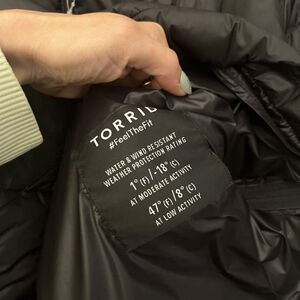 TORRID
#FeelTheFit
WATER & WIND RESISTANT
WEATHER PROTECTION RATING
1°(F)/-18°(C)
AT MODERATE ACTIVITY
47°(F)/8°(C)
AT LOW ACTIVITY